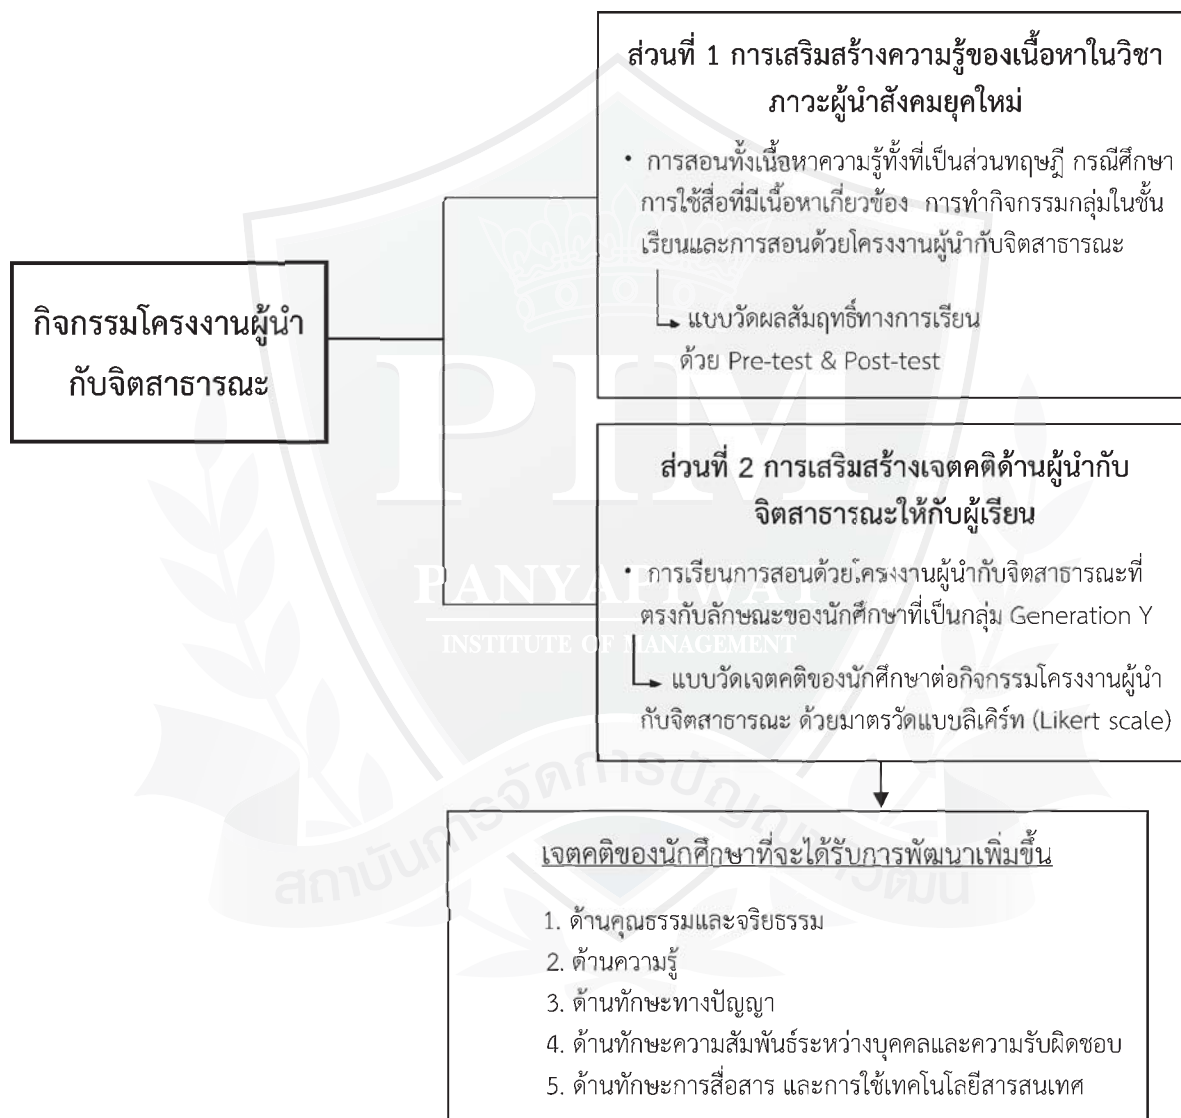 ส่วนที่ 1 การเสริมสร้างความรู้ของเนื้อหาในวิชา
ภาวะผู้นำสังคมยุคใหม่
• การสอนทั้งเนื้อหาความรู้ทั้งที่เป็นส่วนทฤษฎี กรณีศึกษา
การใช้สื่อที่มีเนื้อหาเกี่ยวข้อง การทำกิจกรรมกลุ่มในชั้น
เรียนและการสอนด้วยโครงงานผู้นำกับจิตสาธารณะ
แบบวัดผลสัมฤทธิ์ทางการเรียน
ด้วย Pre-test & Post-test
กิจกรรมโครงงานผู้นำ
กับจิตสาธารณะ
ส่วนที่ 2 การเสริมสร้างเจตคติด้านผู้นำกับ
จิตสาธารณะให้กับผู้เรียน
• การเรียนการสอนด้วยโครงงานผู้นำกับจิตสาธารณะที่
ตรงกับลักษณะของนักศึกษาที่เป็นกลุ่ม Generation Y
แบบวัดเจตคติของนักศึกษาต่อกิจกรรมโครงงานผู้นำ
กับจิตสาธารณะ ด้วยมาตรวัดแบบลิเคิร์ท (Likert scale)
เจตคติของนักศึกษาที่จะได้รับการพัฒนาเพิ่มขึ้น
1. ด้านคุณธรรมและจริยธรรม
2. ด้านความรู้
3. ด้านทักษะทางปัญญา
4. ด้านทักษะความสัมพันธ์ระหว่างบุคคลและความรับผิดชอบ
5. ด้านทักษะการสื่อสาร และการใช้เทคโนโลยีสารสนเทศ
PIM
PANYAPIWAT
INSTITUTE OF MANAGEMENT
สถาบันการจัดการปัญญาภิวัฒน์